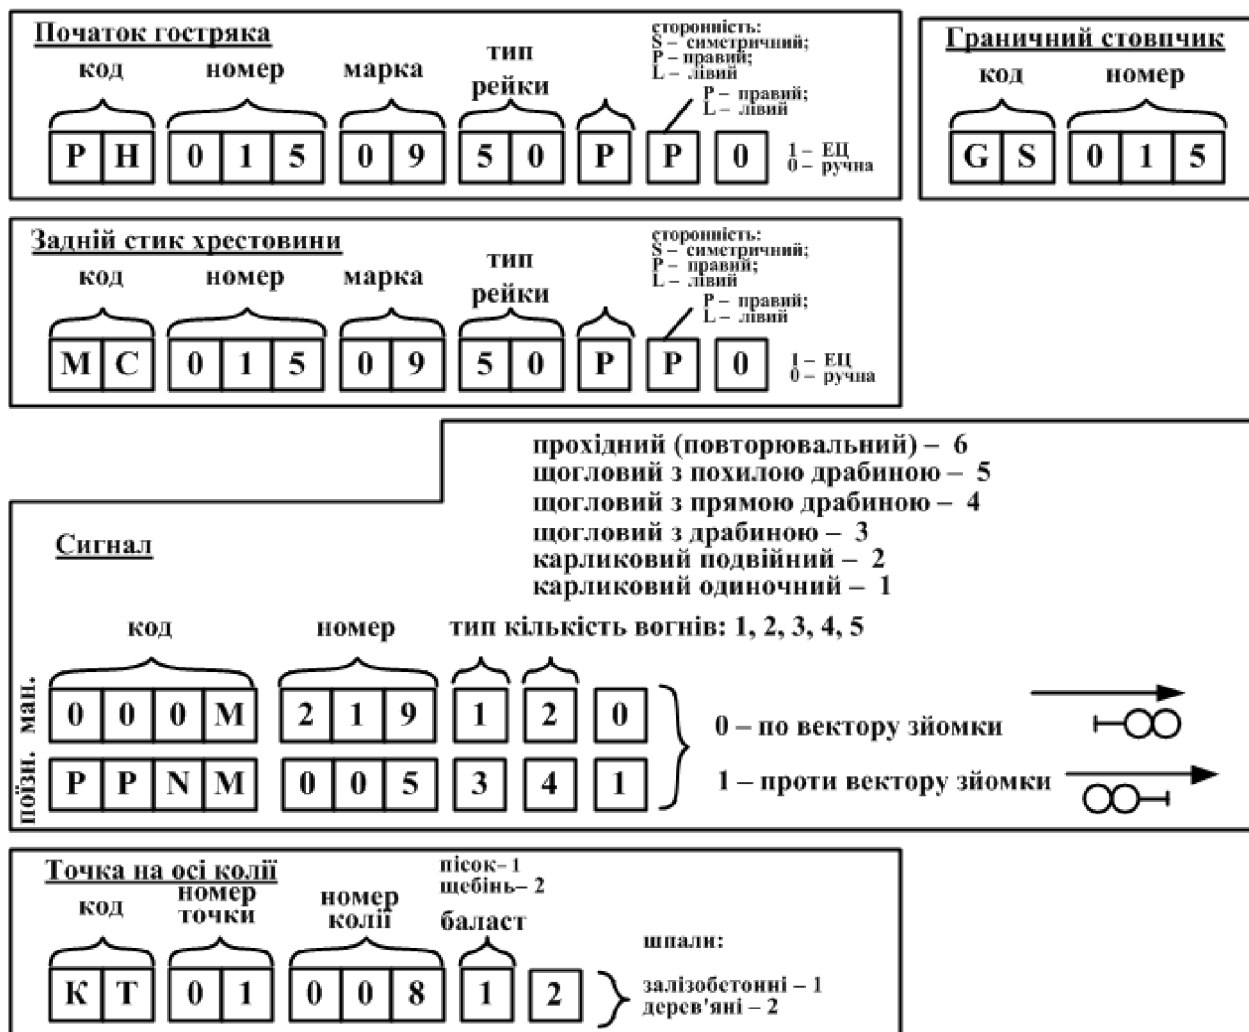 Початок гостряка
код номер марка тип рейки
сторонність:
S – симетричний;
P – правий;
L – лівий
P – правий;
L – лівий
P H 0 1 5 0 9 5 0 P P 0
1 – ЕЦ
0 – ручна
Граничний стовпчик
код номер
G S 0 1 5
Задній стик хрестовини
код номер марка тип рейки
сторонність:
S – симетричний;
P – правий;
L – лівий
P – правий;
L – лівий
M C 0 1 5 0 9 5 0 P P 0
1 – ЕЦ
0 – ручна
прохідний (повторювальний) – 6
щогловий з похилою драбиною – 5
щогловий з прямою драбиною – 4
щогловий з драбиною – 3
карликовий подвійний – 2
карликовий одиночний – 1
Сигнал
код номер тип кількість вогнів: 1, 2, 3, 4, 5
ман. 0 0 0 M 2 1 9 1 2 0
0 – по вектору зйомки
поїзн. P P N M 0 0 5 3 4 1
1 – проти вектору зйомки
Точка на осі колії
код номер точки номер колії
пісок– 1
щебінь– 2
баласт
шпали:
К Т 0 1 0 0 8 1 2
залізобетонні – 1
дерев'яні – 2